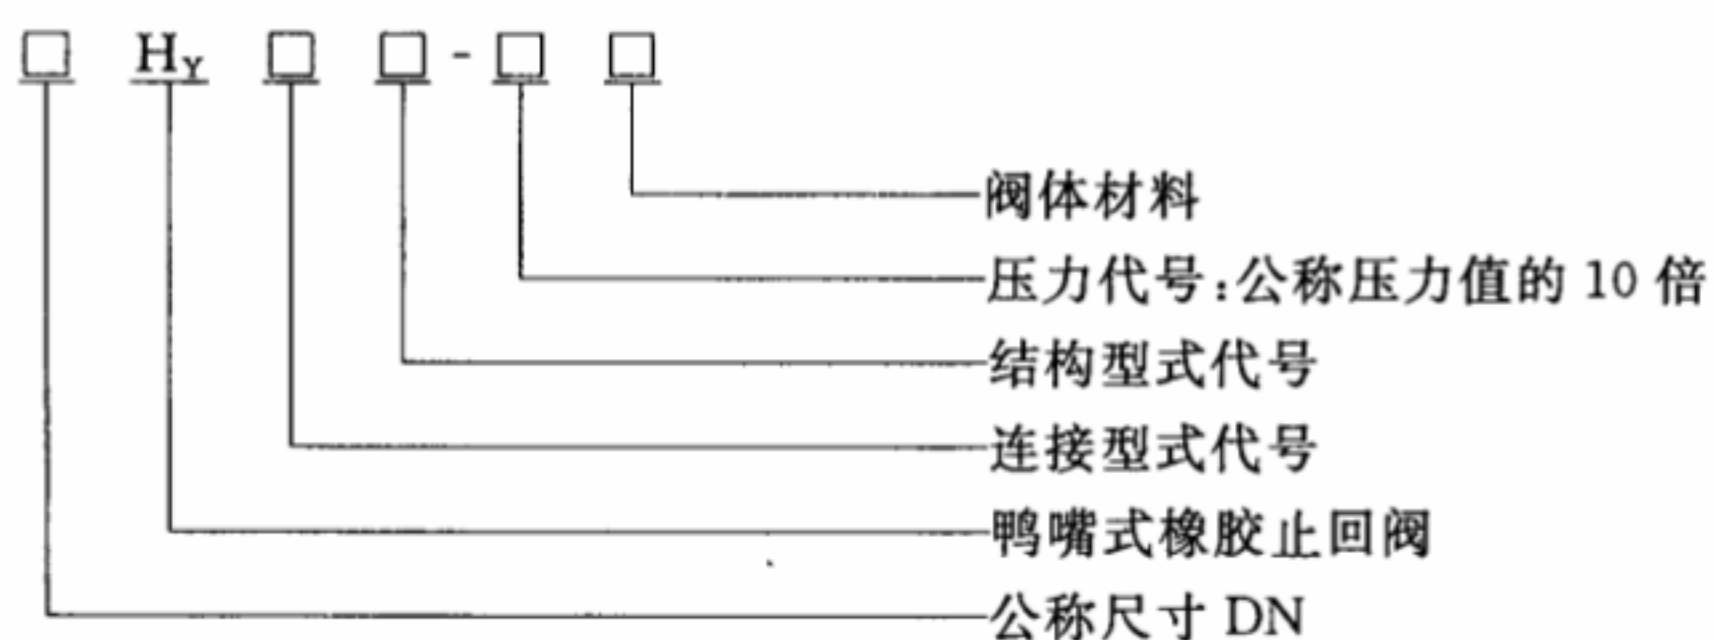 □ H_Y □ □ - □ □
阀体材料
压力代号:公称压力值的 10 倍
结构型式代号
连接型式代号
鸭嘴式橡胶止回阀
公称尺寸 DN